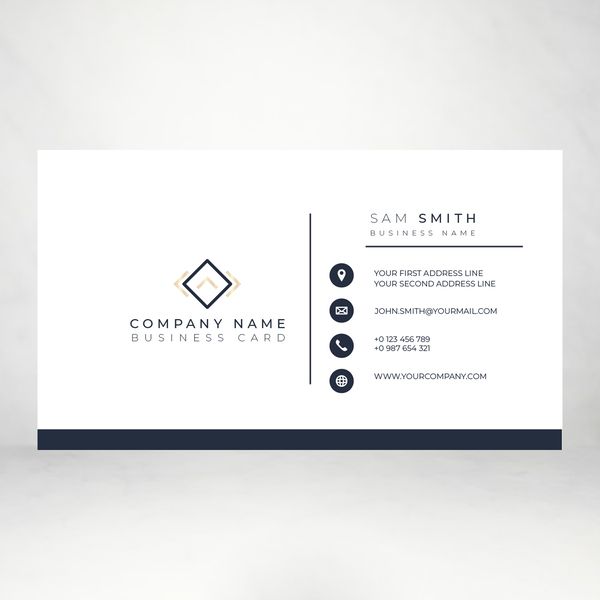 COMPANY NAME
BUSINESS CARD
SAM SMITH
BUSINESS NAME
YOUR FIRST ADDRESS LINE
YOUR SECOND ADDRESS LINE
JOHN.SMITH@YOURMAIL.COM
+0 123 456 789
+0 987 654 321
WWW.YOURCOMPANY.COM